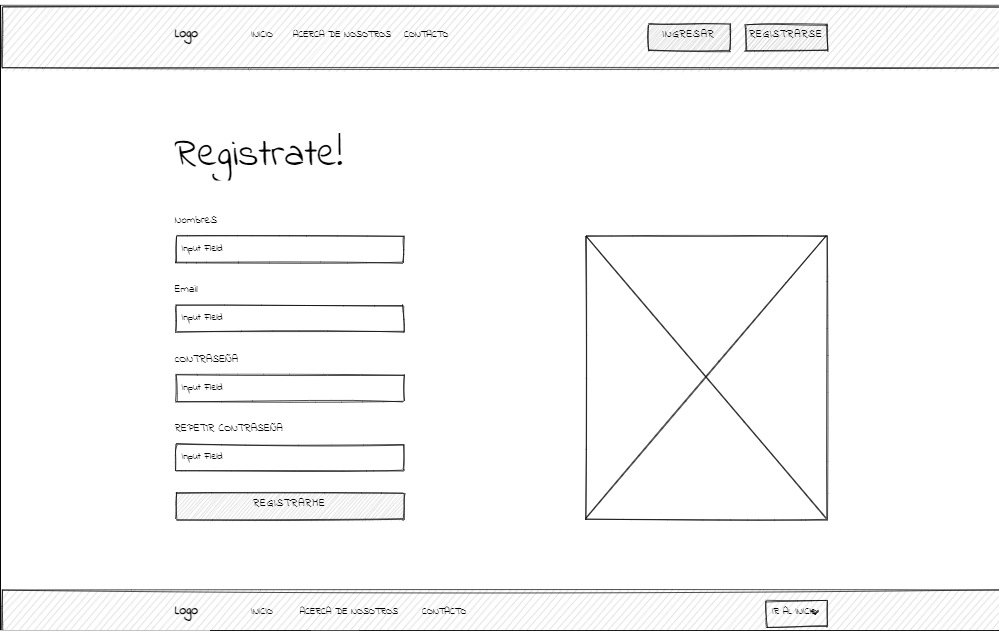 Logo INICIO ACERCA DE NOSOTROS CONTACTO INGRESAR REGISTRARSE
Registrate!
Nombres
Input Field
Email
Input Field
CONTRASEÑA
Input Field
REPETIR CONTRASEÑA
Input Field
REGISTRARME
Logo INICIO ACERCA DE NOSOTROS CONTACTO IR AL INICIO